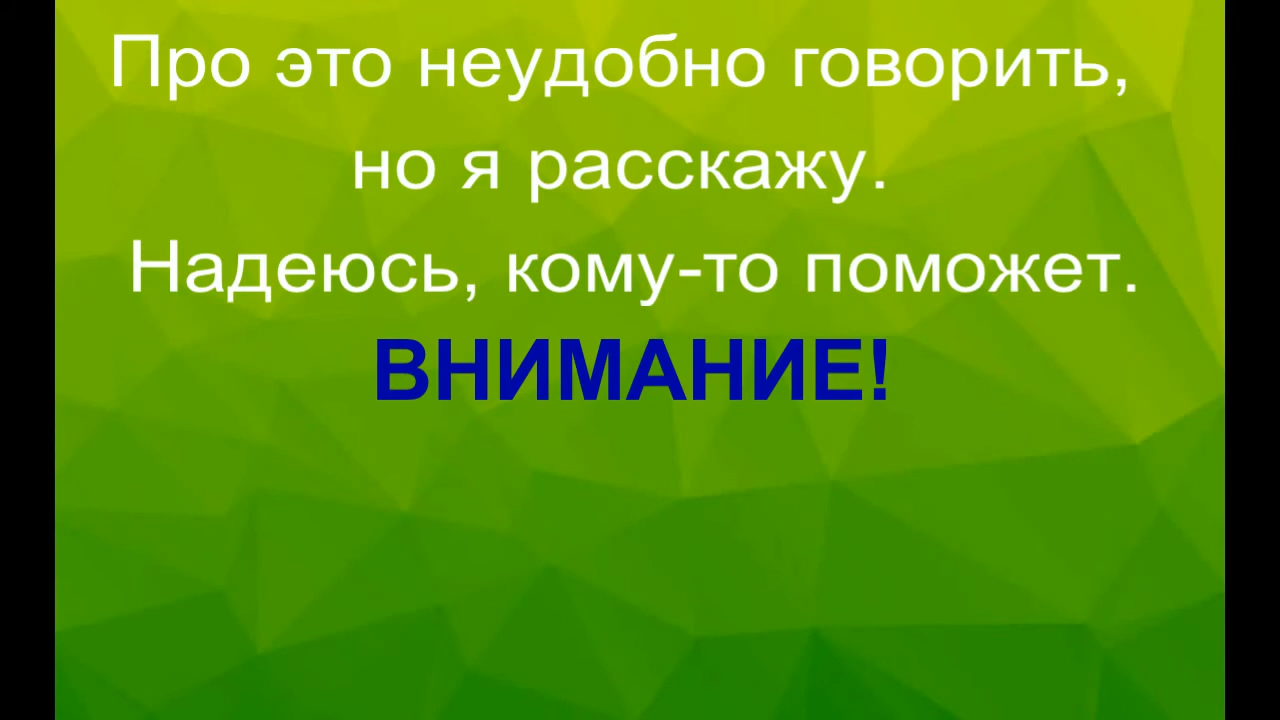 Про это неудобно говорить,
но я расскажу.
Надеюсь, кому-то поможет.
ВНИМАНИЕ!